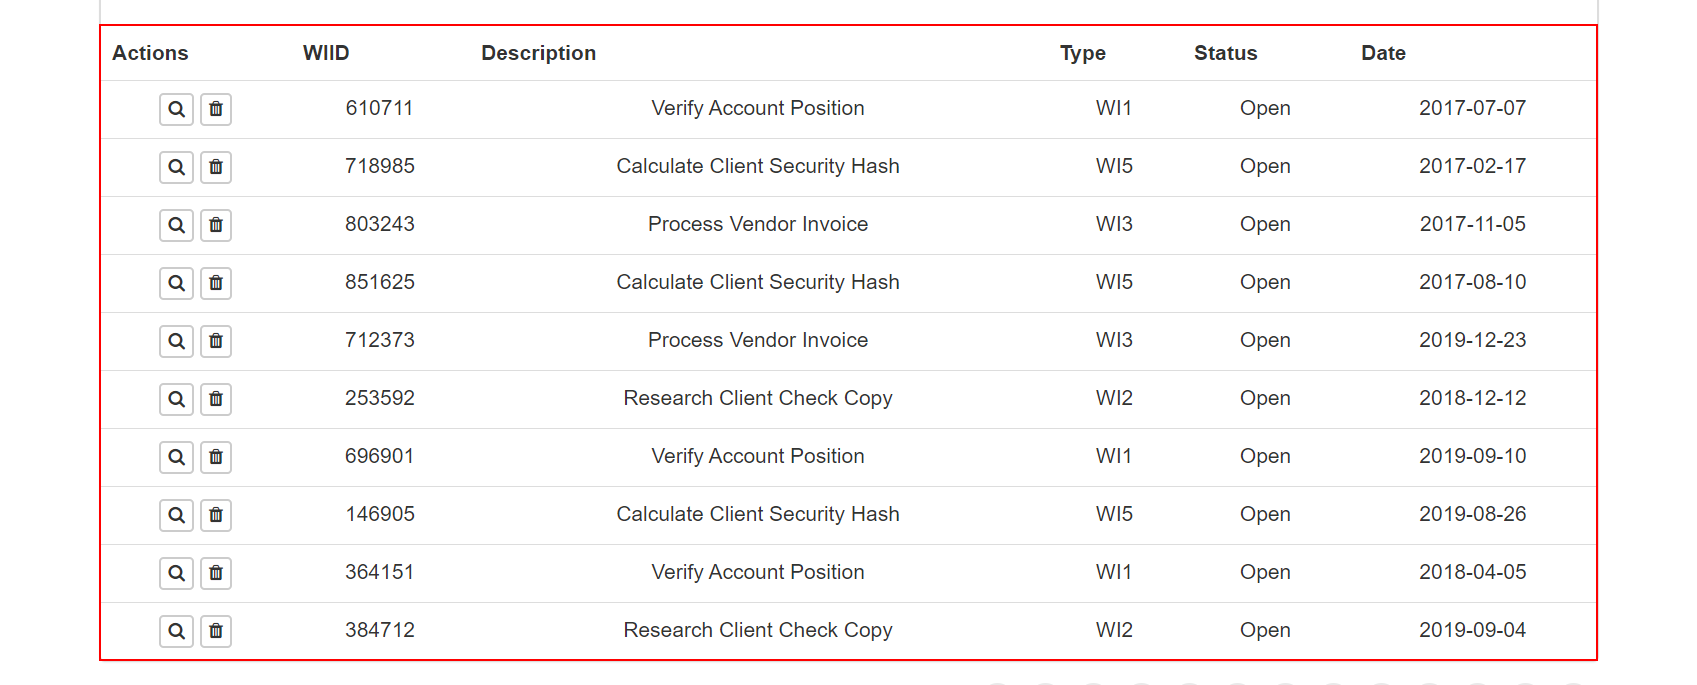 Actions WIID Description Type Status Date
610711 Verify Account Position WI1 Open 2017-07-07
718985 Calculate Client Security Hash WI5 Open 2017-02-17
803243 Process Vendor Invoice WI3 Open 2017-11-05
851625 Calculate Client Security Hash WI5 Open 2017-08-10
712373 Process Vendor Invoice WI3 Open 2019-12-23
253592 Research Client Check Copy WI2 Open 2018-12-12
696901 Verify Account Position WI1 Open 2019-09-10
146905 Calculate Client Security Hash WI5 Open 2019-08-26
364151 Verify Account Position WI1 Open 2018-04-05
384712 Research Client Check Copy WI2 Open 2019-09-04